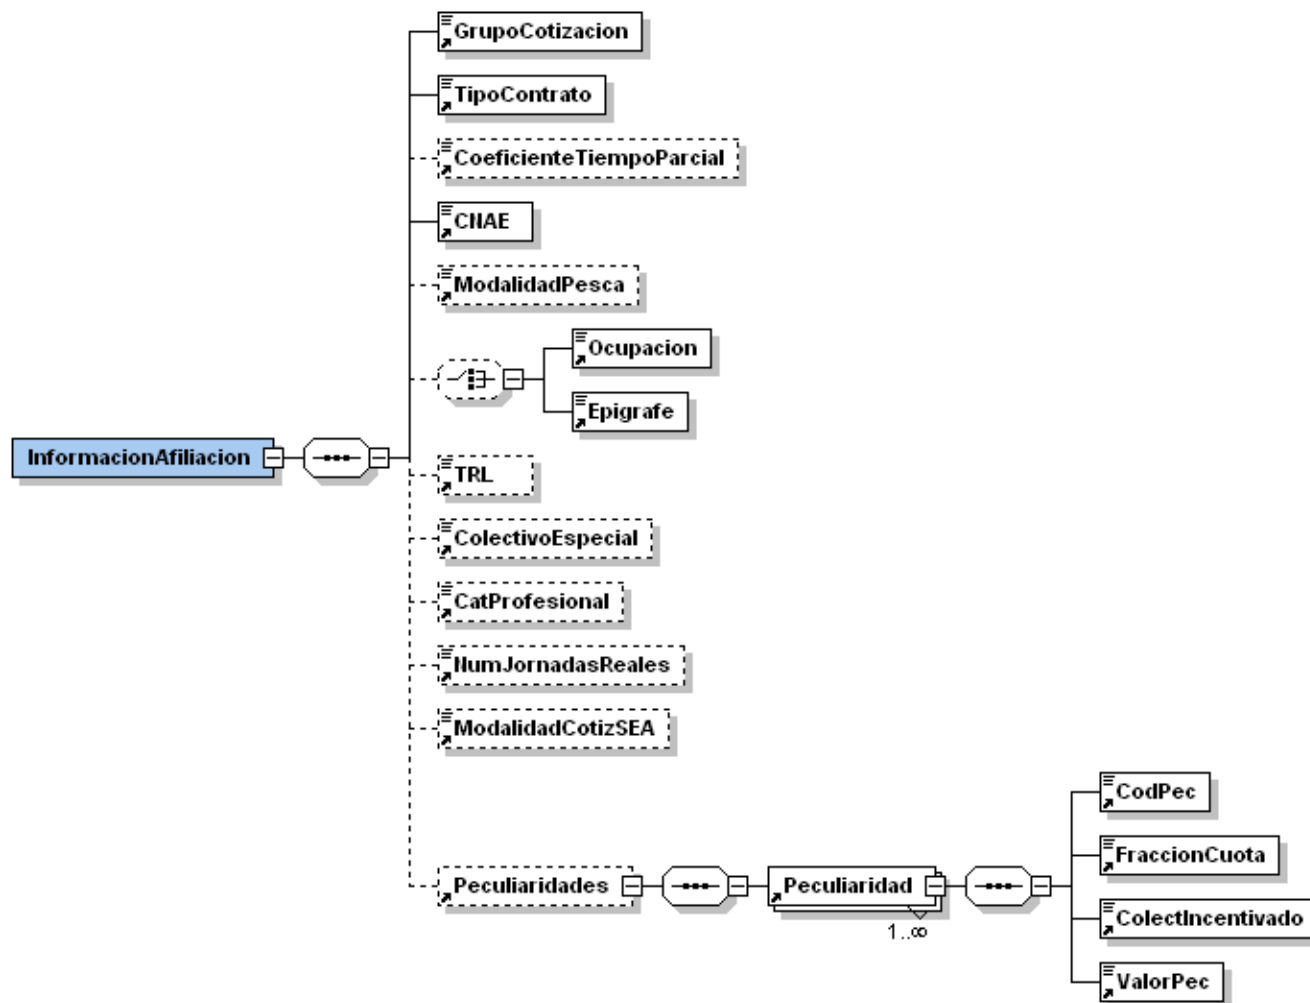 GrupoCotizacion
TipoContrato
CoeficienteTiempoParcial
CNAE
ModalidadPesca
Ocupacion
Epigrafe
InformacionAfiliacion
TRL
ColectivoEspecial
CatProfesional
NumJornadasReales
ModalidadCotizSEA
Peculiaridades
Peculiaridad
1..∞
CodPec
FraccionCuota
ColectIncentivado
ValorPec